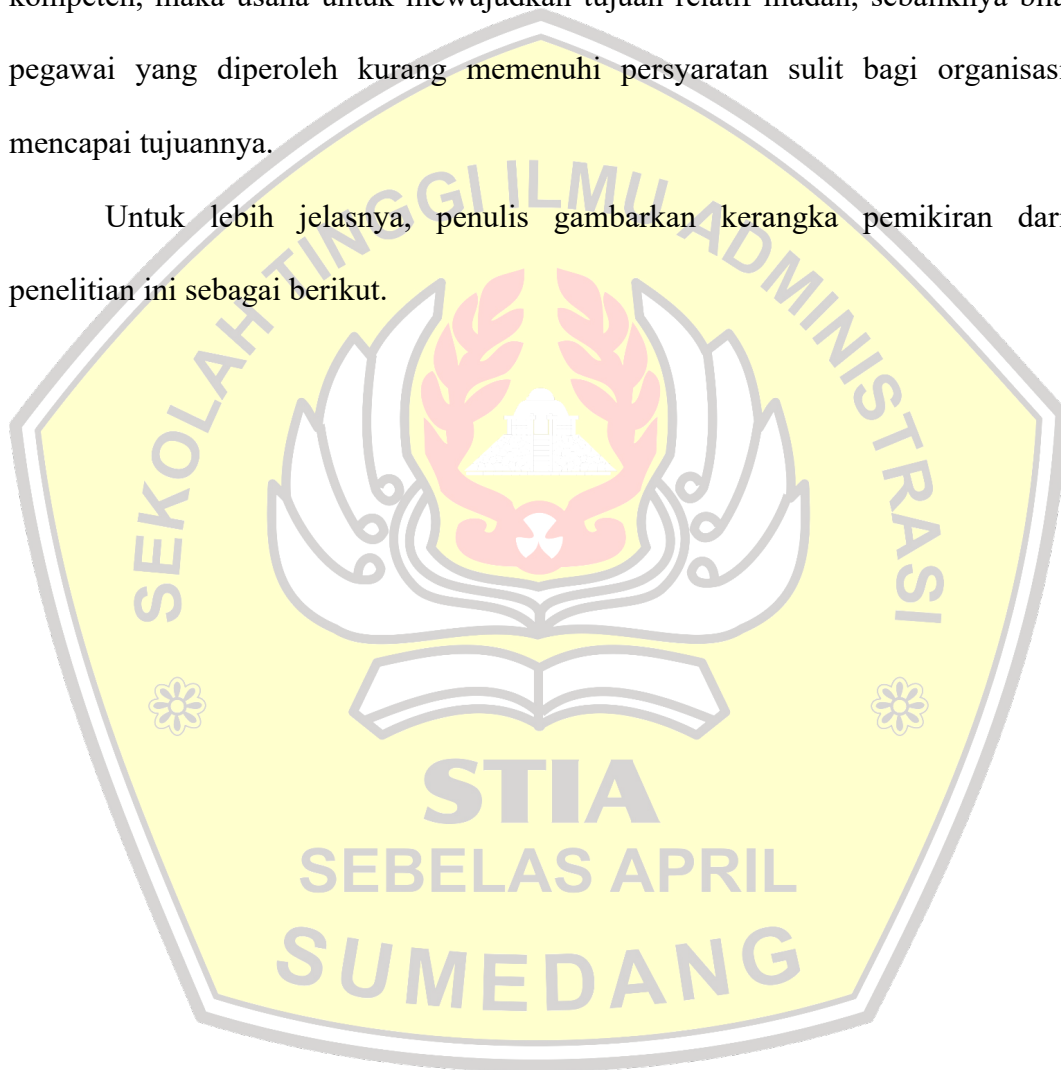 kompeten, maka usaha untuk mewujudkan tujuan relatif mudah, sebaliknya bila
pegawai yang diperoleh kurang memenuhi persyaratan sulit bagi organisasi
mencapai tujuannya.
Untuk lebih jelasnya, penulis gambarkan kerangka pemikiran dari
penelitian ini sebagai berikut.
SEKOLAH TINGGI ILMU ADMINISTRASI
STIA
SEBELAS APRIL
SUMEDANG